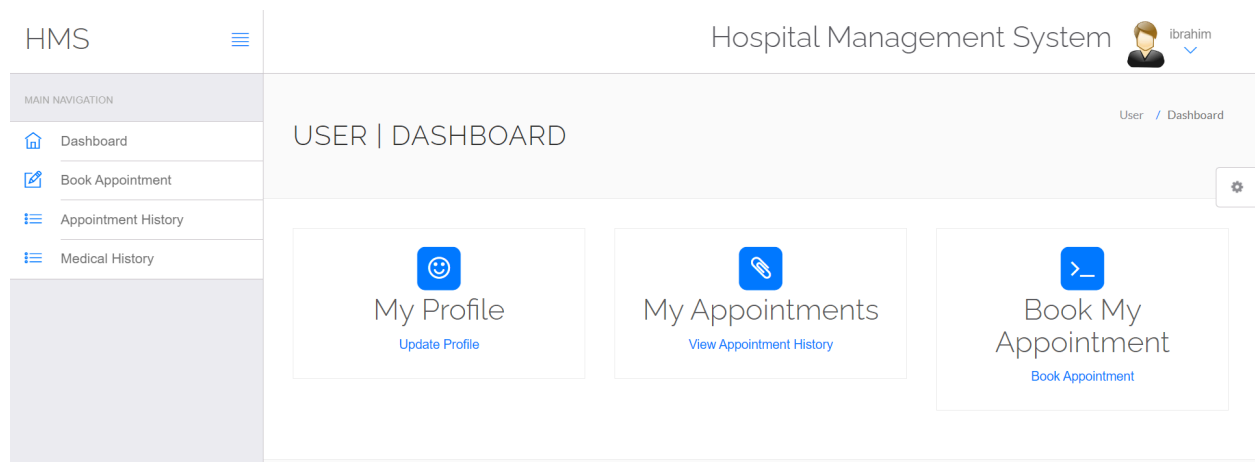 HMS
Hospital Management System
ibrahim
MAIN NAVIGATION
Dashboard
Book Appointment
Appointment History
Medical History
USER | DASHBOARD
User / Dashboard
My Profile
Update Profile
My Appointments
View Appointment History
Book My
Appointment
Book Appointment